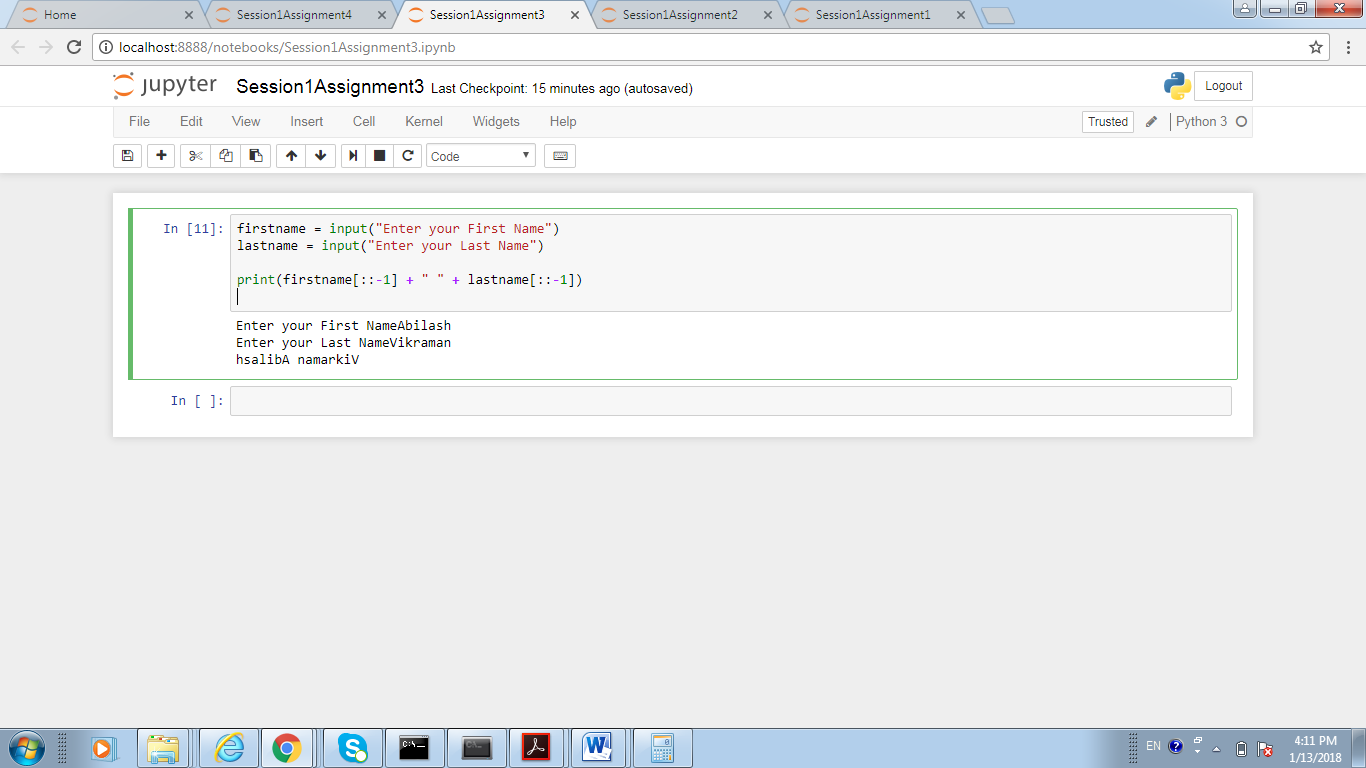 Home
Session1Assignment4
Session1Assignment3
Session1Assignment2
Session1Assignment1
localhost:8888/notebooks/Session1Assignment3.ipynb
jupyter Session1Assignment3 Last Checkpoint: 15 minutes ago (autosaved)
Logout
File Edit View Insert Cell Kernel Widgets Help
Trusted
Python 3
Code
In [11]: firstname = input("Enter your First Name")
lastname = input("Enter your Last Name")
print(firstname[::-1] + " " + lastname[::-1])
Enter your First NameAbilash
Enter your Last NameVikraman
hsalibA namarkiV
In [ ]:
C:\_
C:\_
EN
4:11 PM
1/13/2018